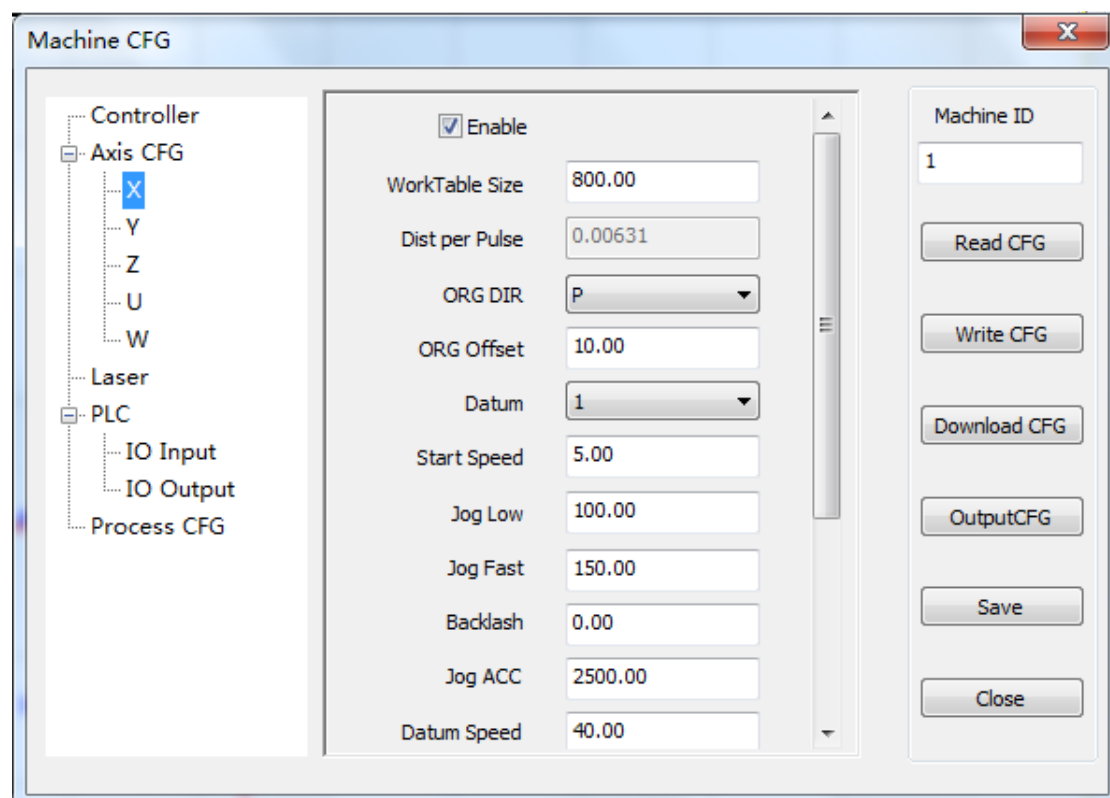 Machine CFG
Controller
Axis CFG
X
Y
Z
U
W
Laser
PLC
IO Input
IO Output
Process CFG
Enable
WorkTable Size 800.00
Dist per Pulse 0.00631
ORG DIR P
ORG Offset 10.00
Datum 1
Start Speed 5.00
Jog Low 100.00
Jog Fast 150.00
Backlash 0.00
Jog ACC 2500.00
Datum Speed 40.00
Machine ID
1
Read CFG
Write CFG
Download CFG
OutputCFG
Save
Close